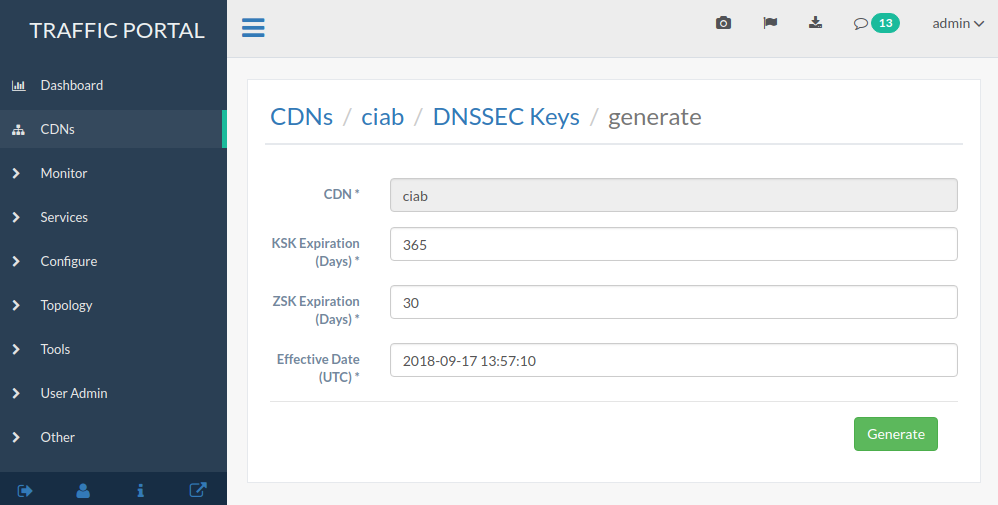 TRAFFIC PORTAL
13
admin
Dashboard
CDNs
Monitor
Services
Configure
Topology
Tools
User Admin
Other
CDNs / ciab / DNSSEC Keys / generate
CDN * ciab
KSK Expiration
(Days) * 365
ZSK Expiration
(Days) * 30
Effective Date
(UTC) * 2018-09-17 13:57:10
Generate